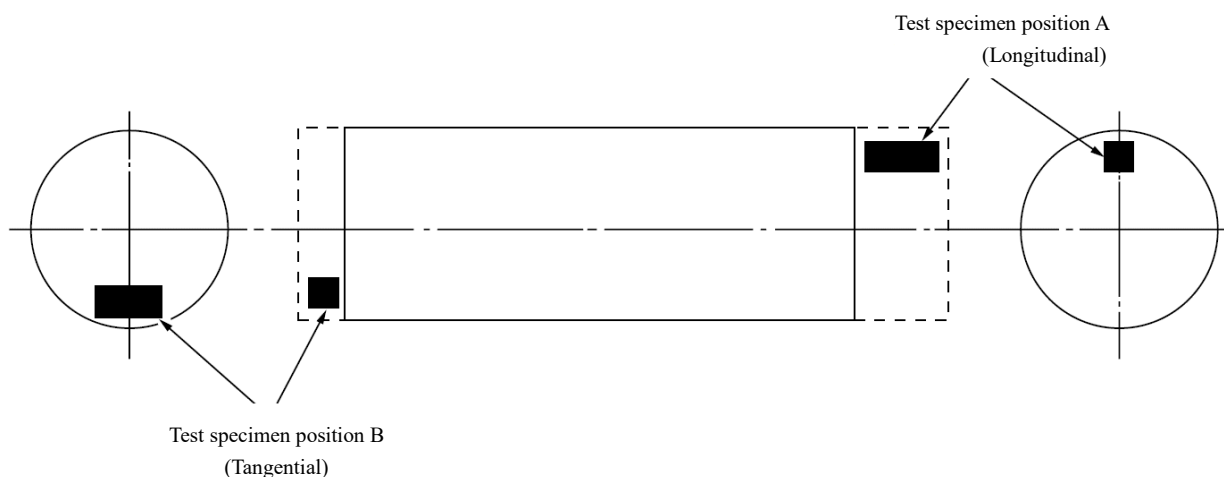 Test specimen position A
(Longitudinal)
Test specimen position B
(Tangential)